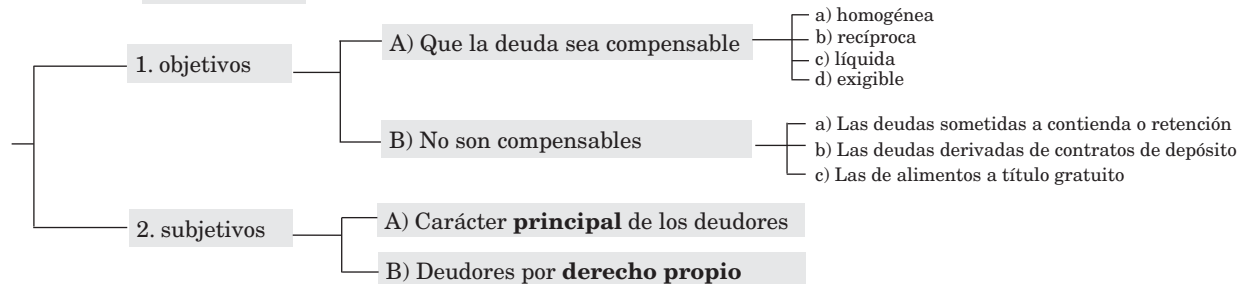 1. objetivos
A) Que la deuda sea compensable
a) homogénea
b) recíproca
c) líquida
d) exigible
B) No son compensables
a) Las deudas sometidas a contienda o retención
b) Las deudas derivadas de contratos de depósito
c) Las de alimentos a título gratuito
2. subjetivos
A) Carácter principal de los deudores
B) Deudores por derecho propio